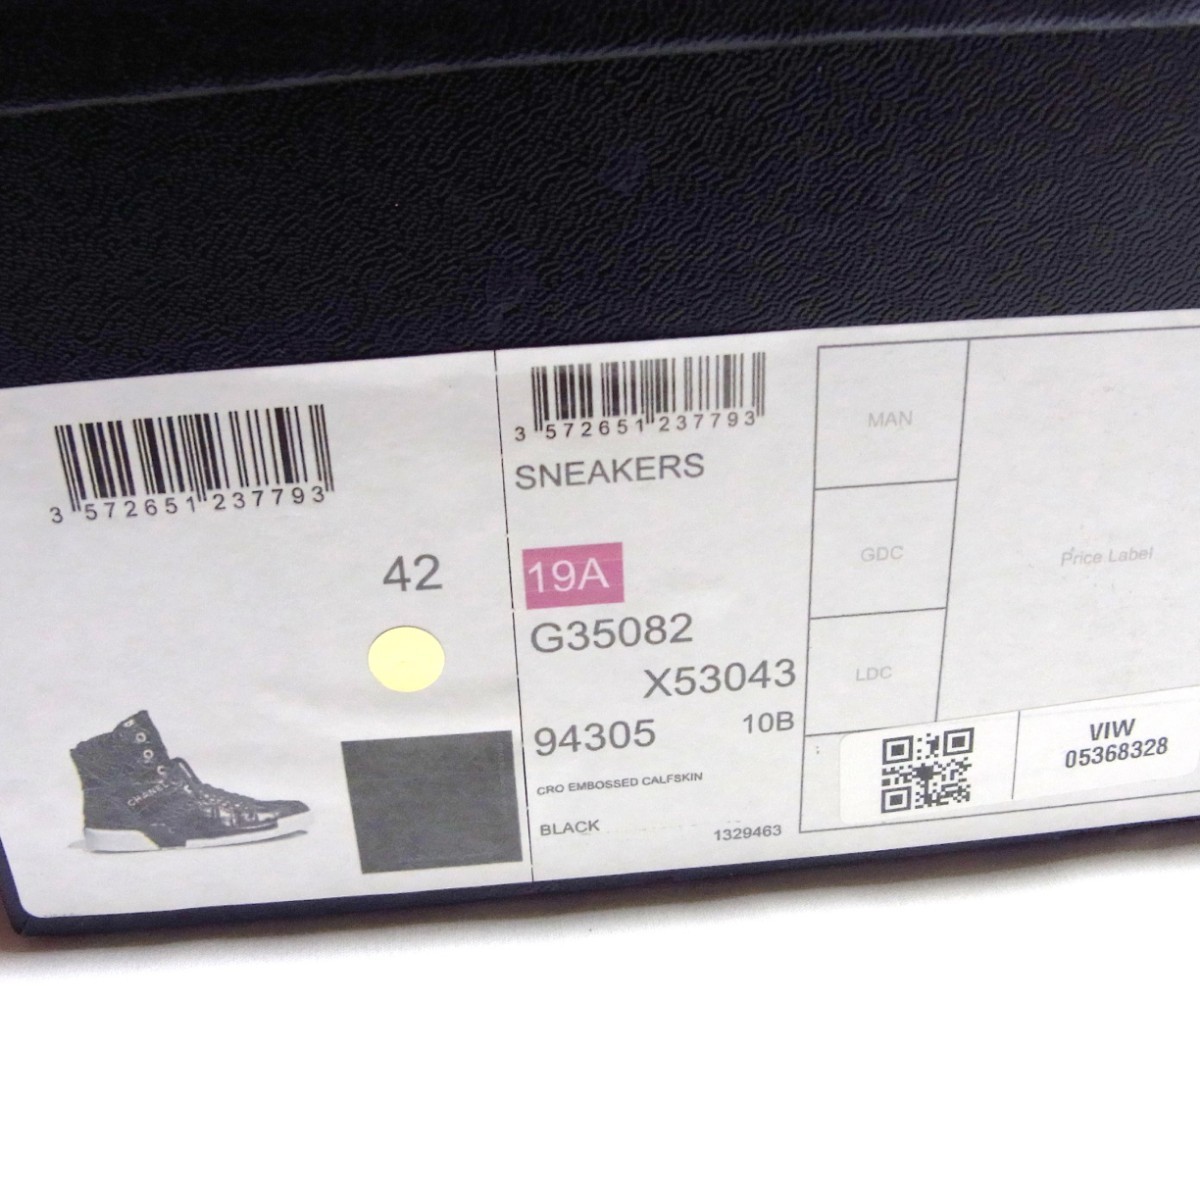 3 572651 237793
42
CHANEL
3 572651 237793
SNEAKERS
19A
G35082
X53043
94305 10B
CRO EMBOSSED CALFSKIN
BLACK 1329463
MAN
GDC
LDC
Price Label
VIW
05368328